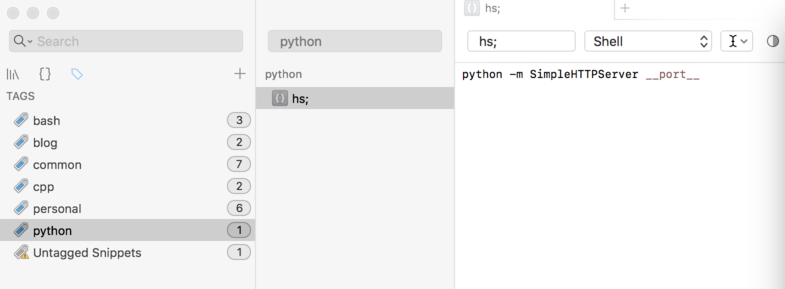 Search
TAGS
bash 3
blog 2
common 7
cpp 2
personal 6
python 1
Untagged Snippets 1
python
python
hs;
hs;
hs; Shell
python -m SimpleHTTPServer __port__